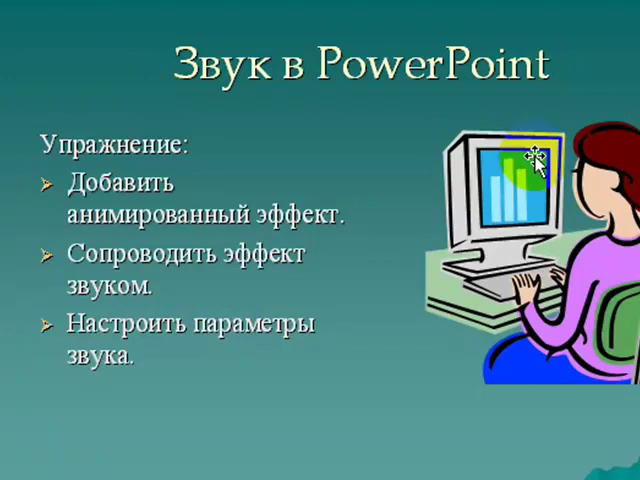 Звук в PowerPoint
Упражнение:
Добавить
анимированный эффект.
Сопроводить эффект
звуком.
Настроить параметры
звука.